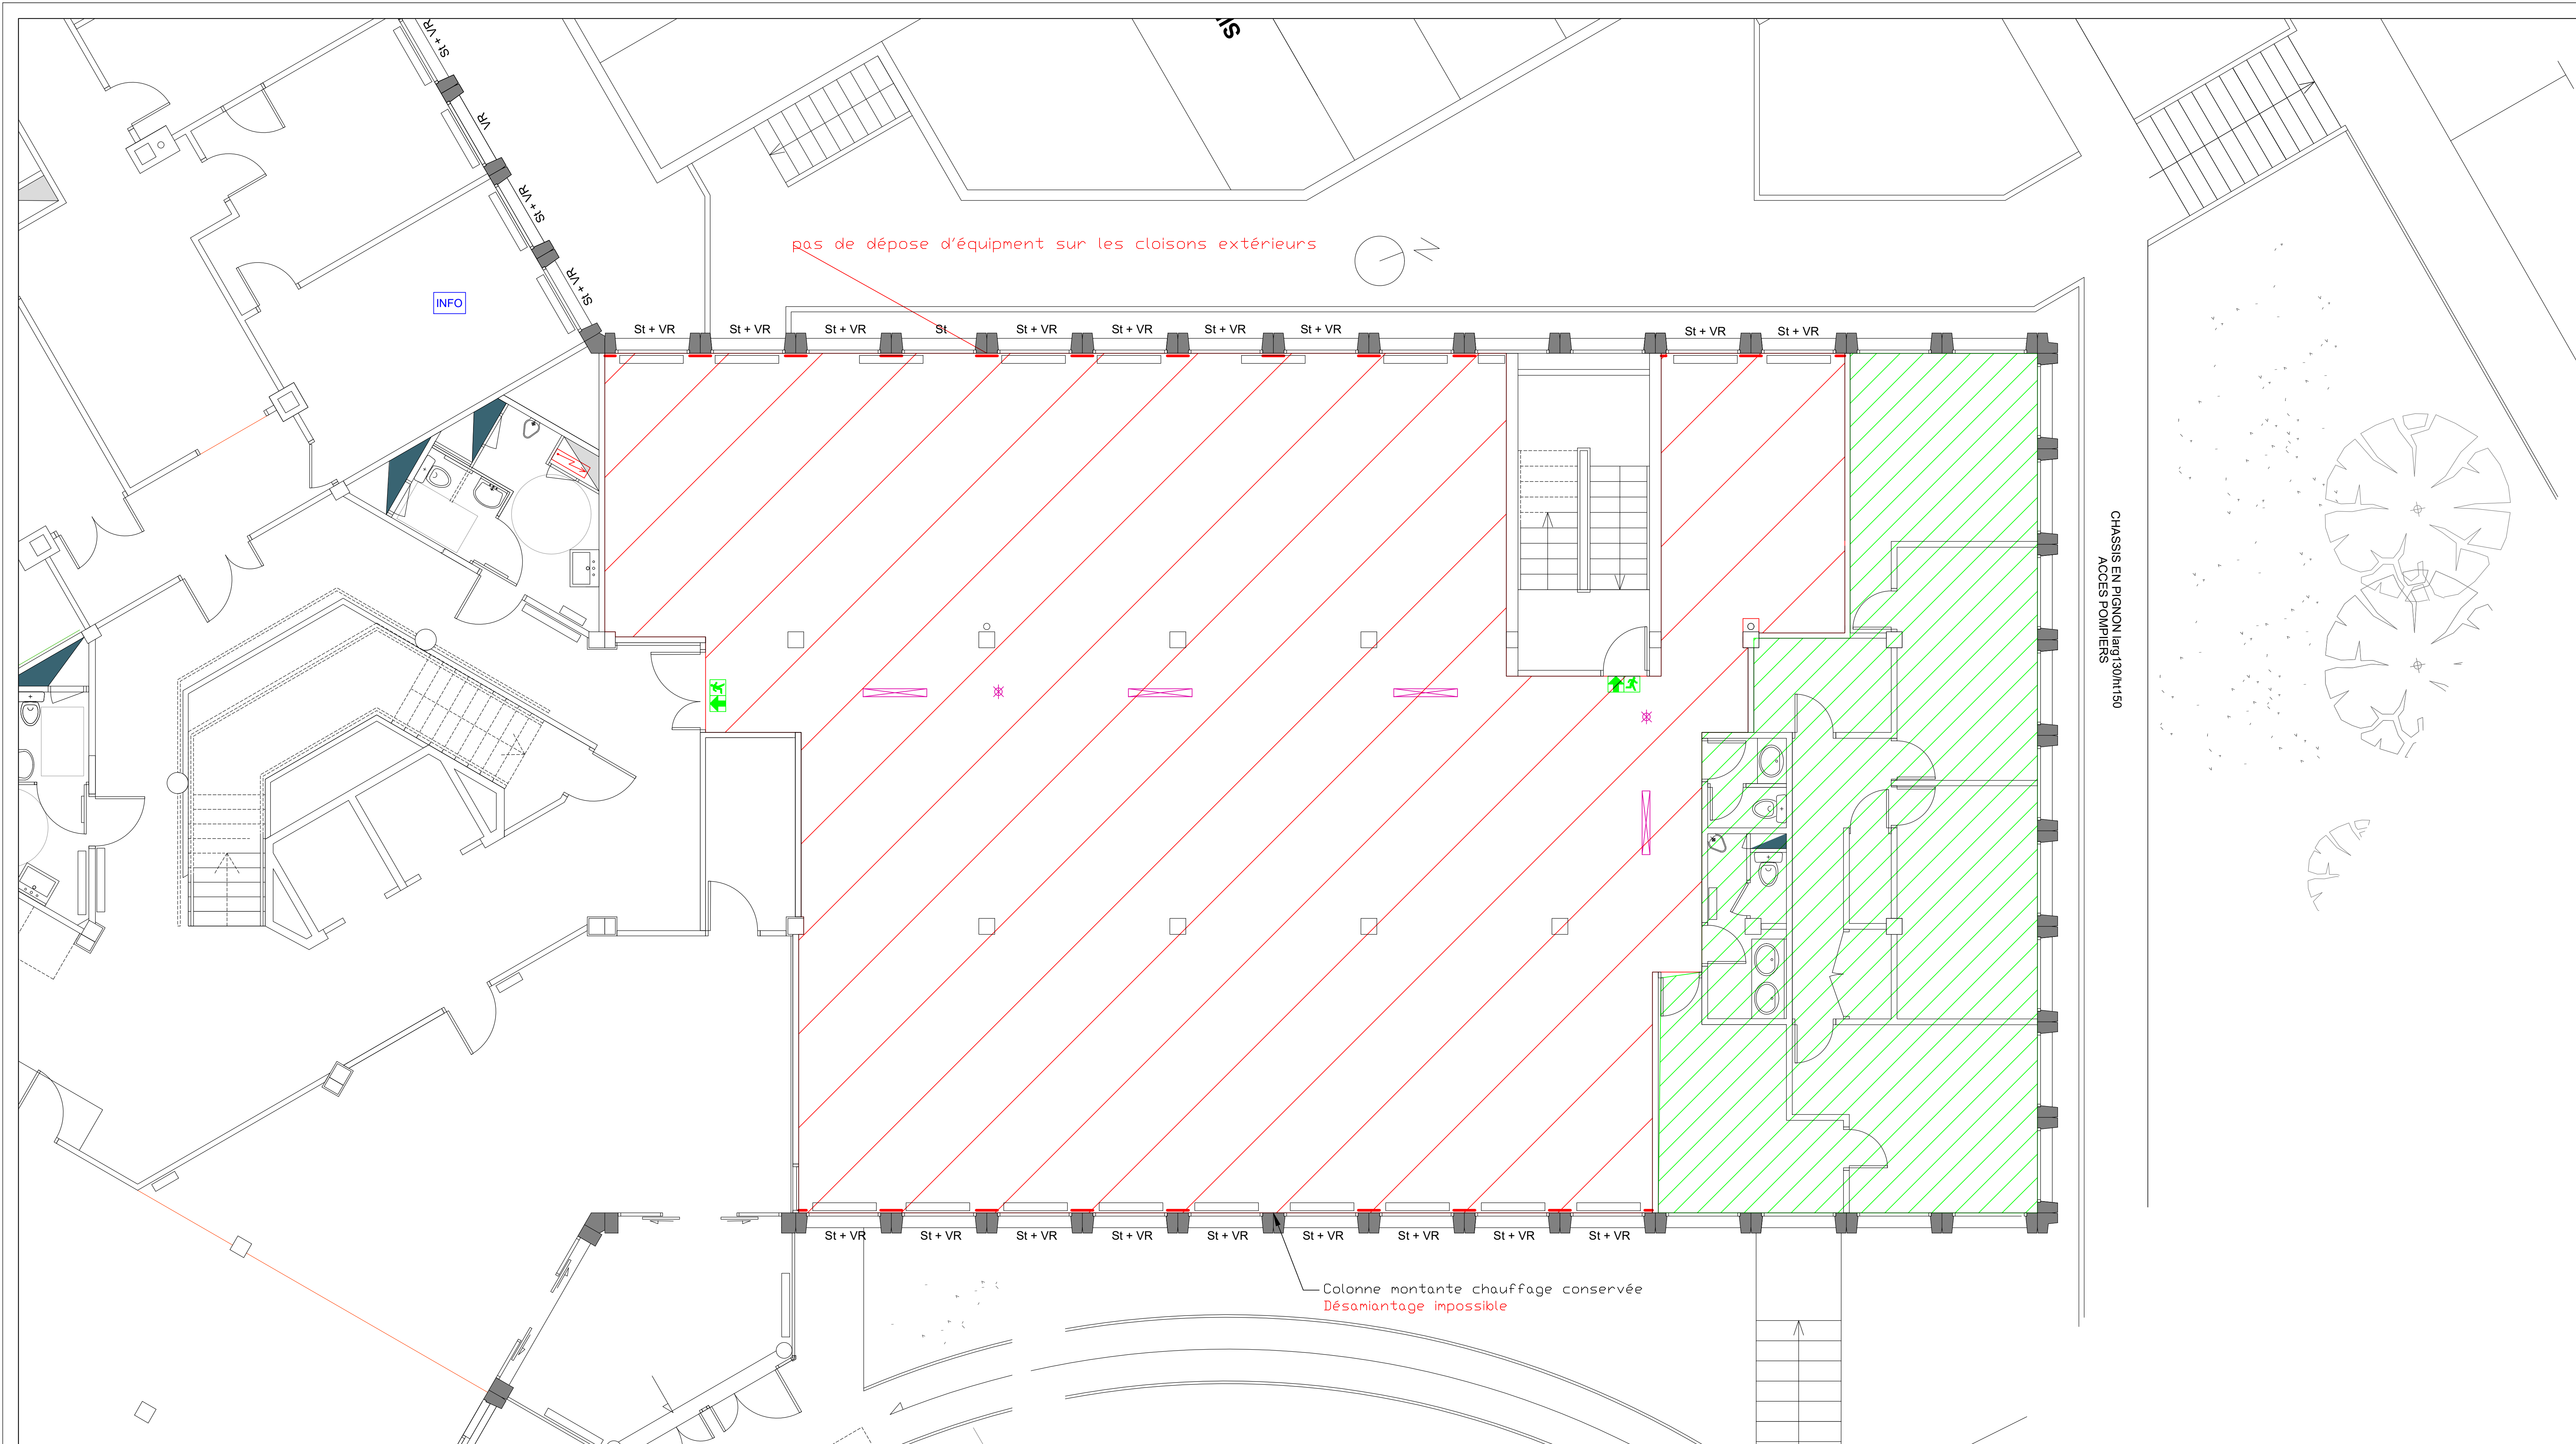 St + VR
VR
St + VR
St + VR
INFO
pas de dépose d'équipment sur les cloisons extérieurs
N
St + VR
St + VR
St + VR
St
St + VR
St + VR
St + VR
St + VR
St + VR
St + VR
CHASSIS EN PIGNON larg130/ht150
ACCES POMPIERS
St + VR
St + VR
St + VR
St + VR
St + VR
St + VR
St + VR
St + VR
St + VR
Colonne montante chauffage conservée
Désamiantage impossible